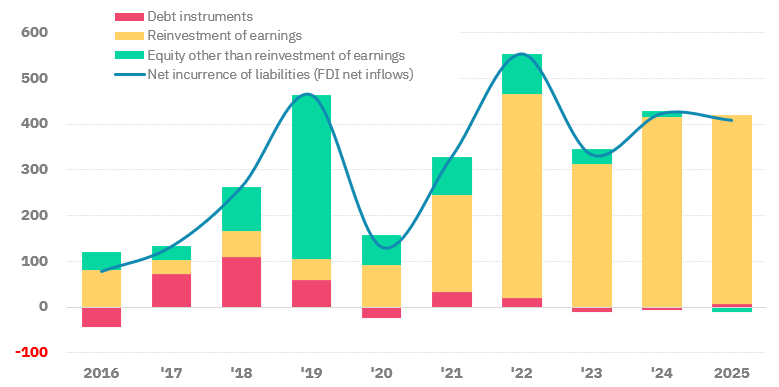 Debt instruments
Reinvestment of earnings
Equity other than reinvestment of earnings
Net incurrence of liabilities (FDI net inflows)
600
500
400
300
200
100
0
-100
2016 '17 '18 '19 '20 '21 '22 '23 '24 2025